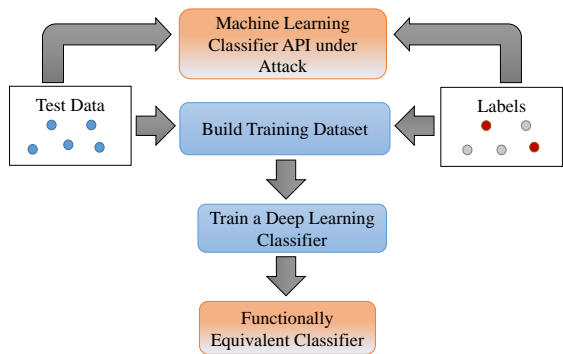 Machine Learning
Classifier API under
Attack
Test Data
Labels
Build Training Dataset
Train a Deep Learning
Classifier
Functionally
Equivalent Classifier